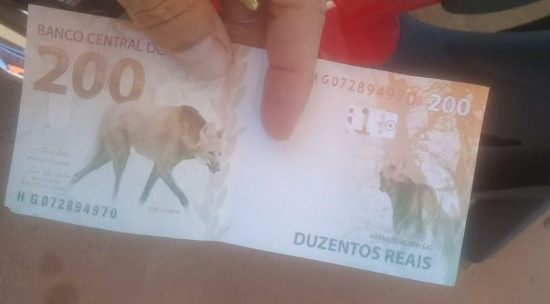 BANCO CENTRAL DO
200
HG072894970
200
HG072894970
DUZENTOS REAIS